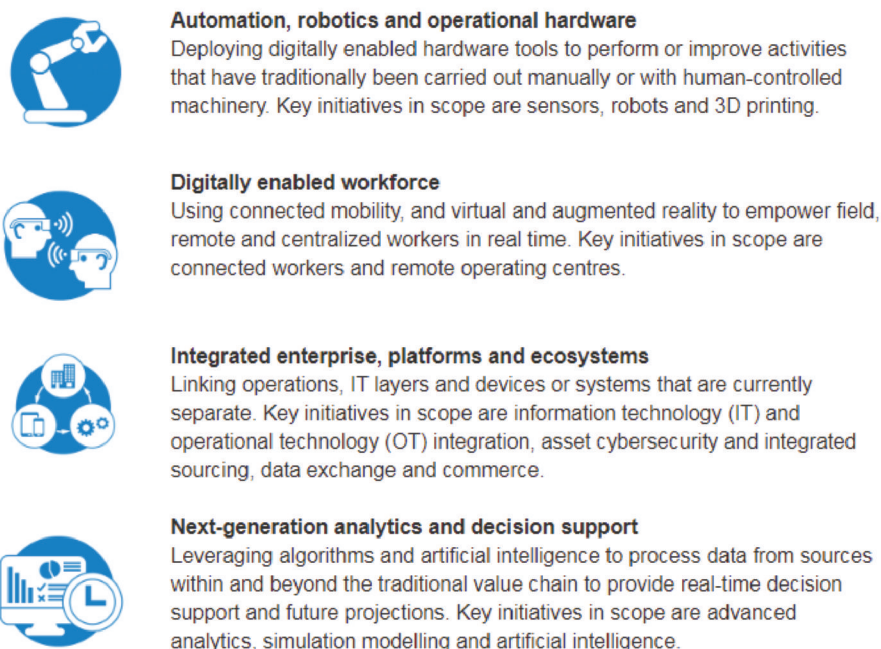 Automation, robotics and operational hardware
Deploying digitally enabled hardware tools to perform or improve activities
that have traditionally been carried out manually or with human-controlled
machinery. Key initiatives in scope are sensors, robots and 3D printing.
Digitally enabled workforce
Using connected mobility, and virtual and augmented reality to empower field,
remote and centralized workers in real time. Key initiatives in scope are
connected workers and remote operating centres.
Integrated enterprise, platforms and ecosystems
Linking operations, IT layers and devices or systems that are currently
separate. Key initiatives in scope are information technology (IT) and
operational technology (OT) integration, asset cybersecurity and integrated
sourcing, data exchange and commerce.
Next-generation analytics and decision support
Leveraging algorithms and artificial intelligence to process data from sources
within and beyond the traditional value chain to provide real-time decision
support and future projections. Key initiatives in scope are advanced
analytics, simulation modelling and artificial intelligence.